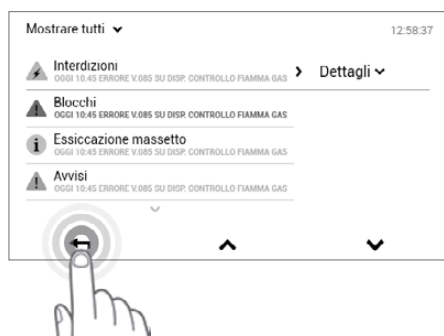 Mostrare tutti
12:58:37
Interdizioni
OGGI 10:45 ERRORE V.085 SU DISP. CONTROLLO FIAMMA GAS
Dettagli
Blocchi
OGGI 10:45 ERRORE V.085 SU DISP. CONTROLLO FIAMMA GAS
Essiccazione massetto
OGGI 10:45 ERRORE V.085 SU DISP. CONTROLLO FIAMMA GAS
Avvisi
OGGI 10:45 ERRORE V.085 SU DISP. CONTROLLO FIAMMA GAS